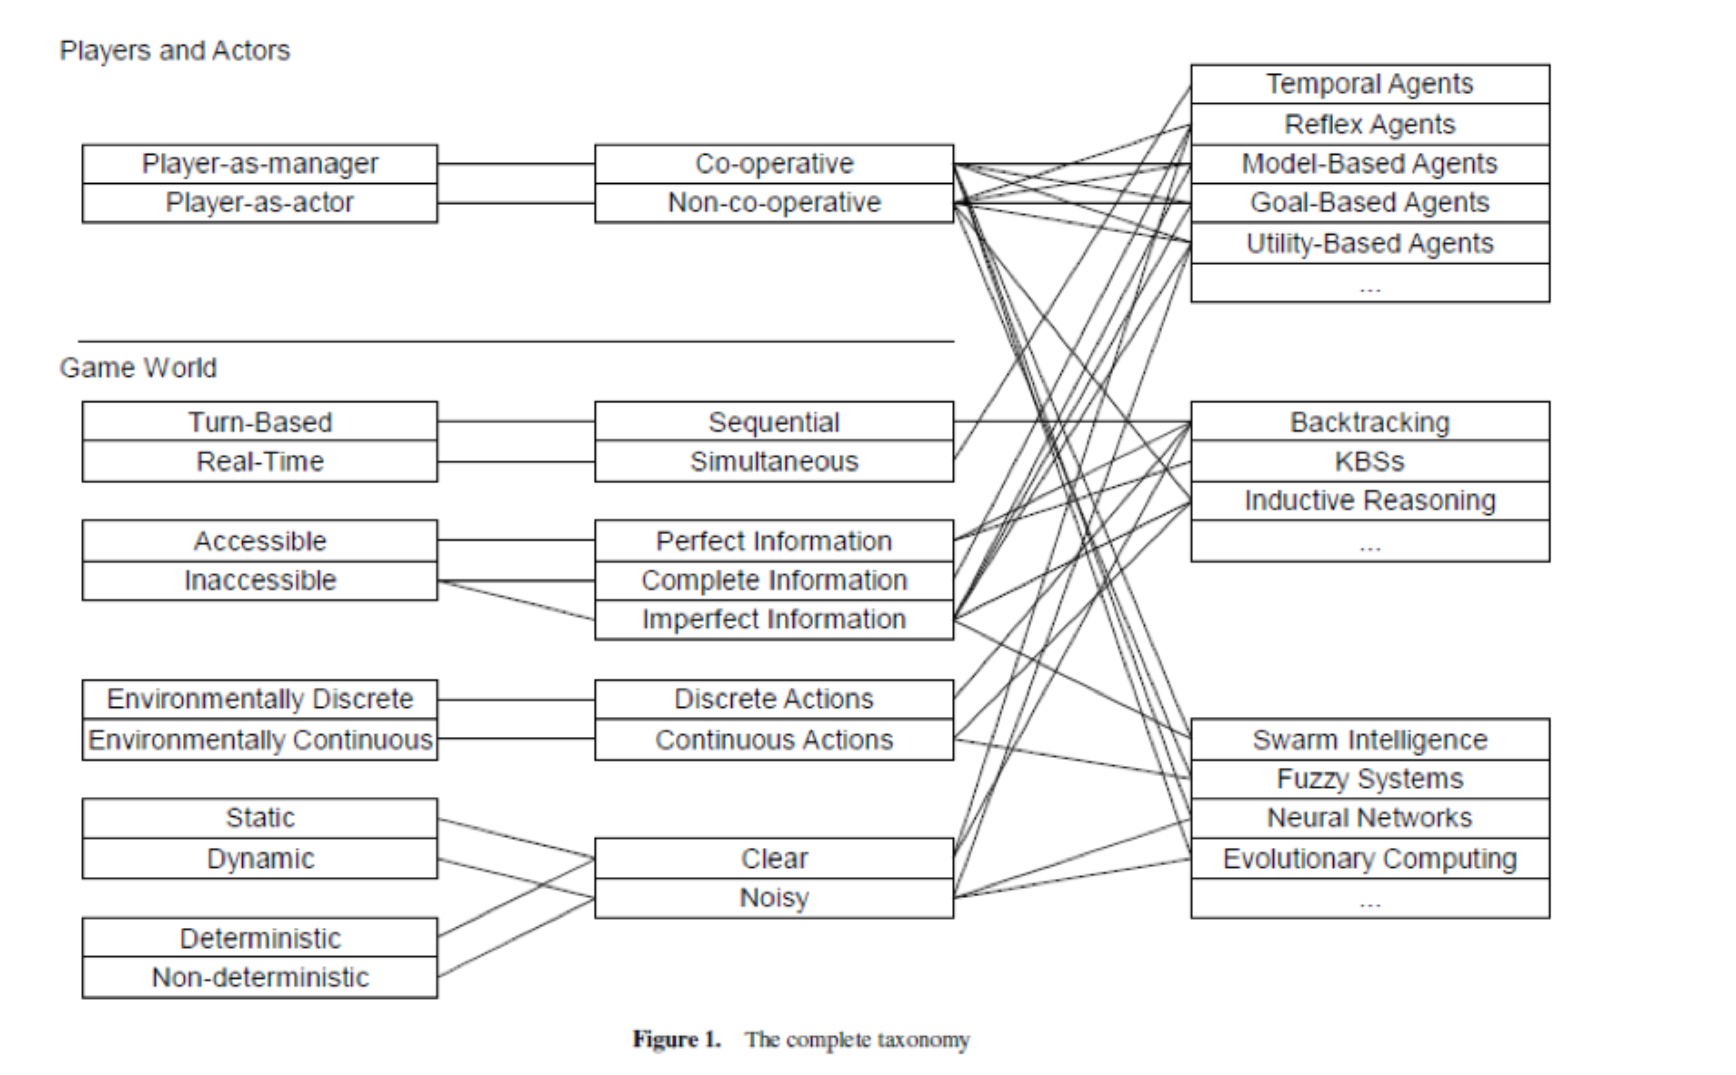 Players and Actors
Player-as-manager
Player-as-actor
Co-operative
Non-co-operative
Temporal Agents
Reflex Agents
Model-Based Agents
Goal-Based Agents
Utility-Based Agents
...
Game World
Turn-Based
Real-Time
Sequential
Simultaneous
Backtracking
KBSs
Inductive Reasoning
...
Accessible
Inaccessible
Perfect Information
Complete Information
Imperfect Information
Environmentally Discrete
Environmentally Continuous
Discrete Actions
Continuous Actions
Swarm Intelligence
Fuzzy Systems
Neural Networks
Evolutionary Computing
...
Static
Dynamic
Clear
Noisy
Deterministic
Non-deterministic
Figure 1. The complete taxonomy